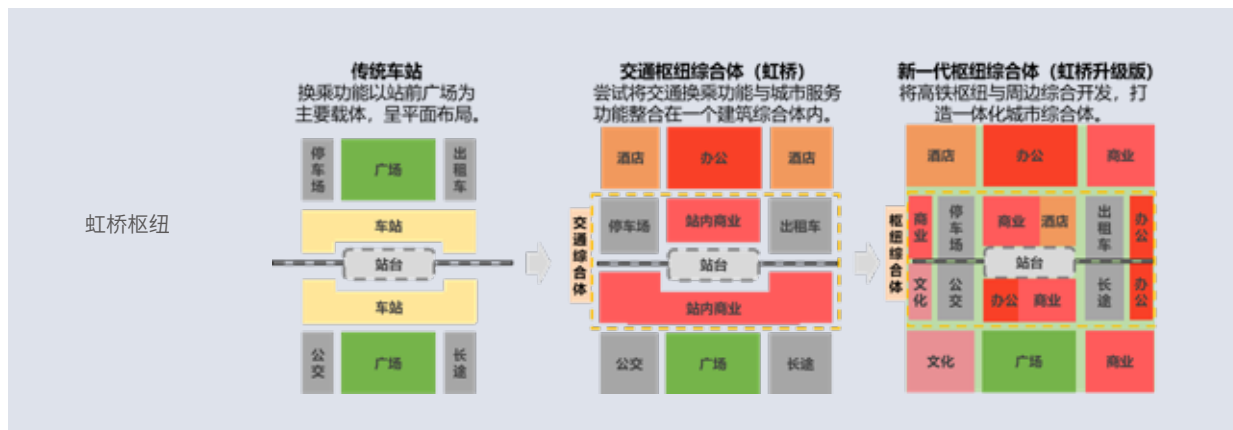 虹桥枢纽
传统车站
换乘功能以站前广场为
主要载体，呈平面布局。
停车场
广场
出租车
车站
站台
车站
公交
广场
长途
交通枢纽综合体（虹桥）
尝试将交通换乘功能与城市服务
功能整合在一个建筑综合体内。
酒店
办公
酒店
交通综合体
停车场
站内商业
出租车
站台
站内商业
公交
广场
长途
新一代枢纽综合体（虹桥升级版）
将高铁枢纽与周边综合开发，打
造一体化城市综合体。
酒店
办公
商业
枢纽综合体
商业
停车场
商业
酒店
出租车
办公
站台
文化
公交
办公
商业
长途
办公
文化
广场
商业